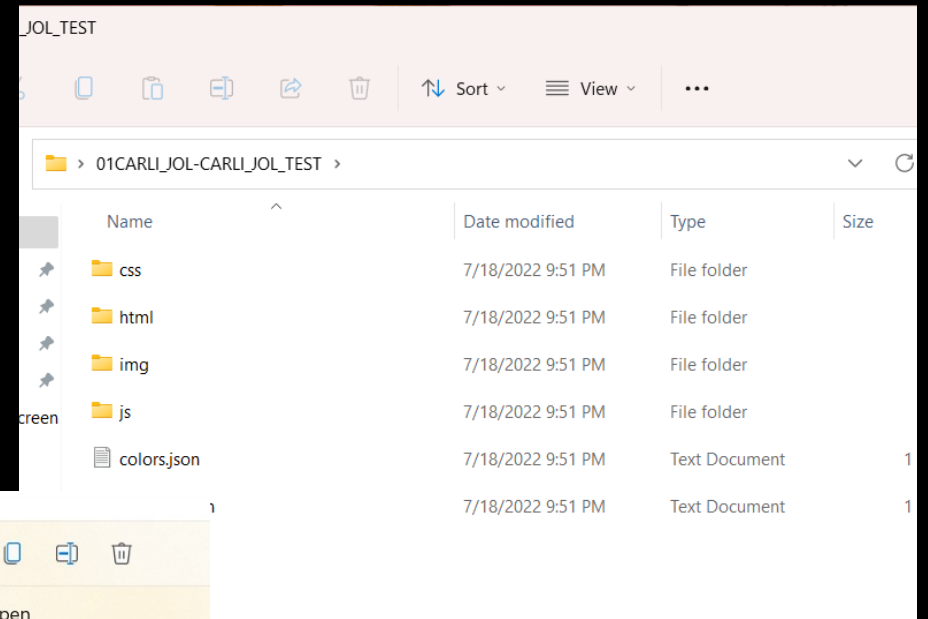 _JOL_TEST
Sort View
01CARLI_JOL-CARLI_JOL_TEST
Name Date modified Type Size
css 7/18/2022 9:51 PM File folder
html 7/18/2022 9:51 PM File folder
img 7/18/2022 9:51 PM File folder
js 7/18/2022 9:51 PM File folder
creen
colors.json 7/18/2022 9:51 PM Text Document 1
7/18/2022 9:51 PM Text Document 1
pen